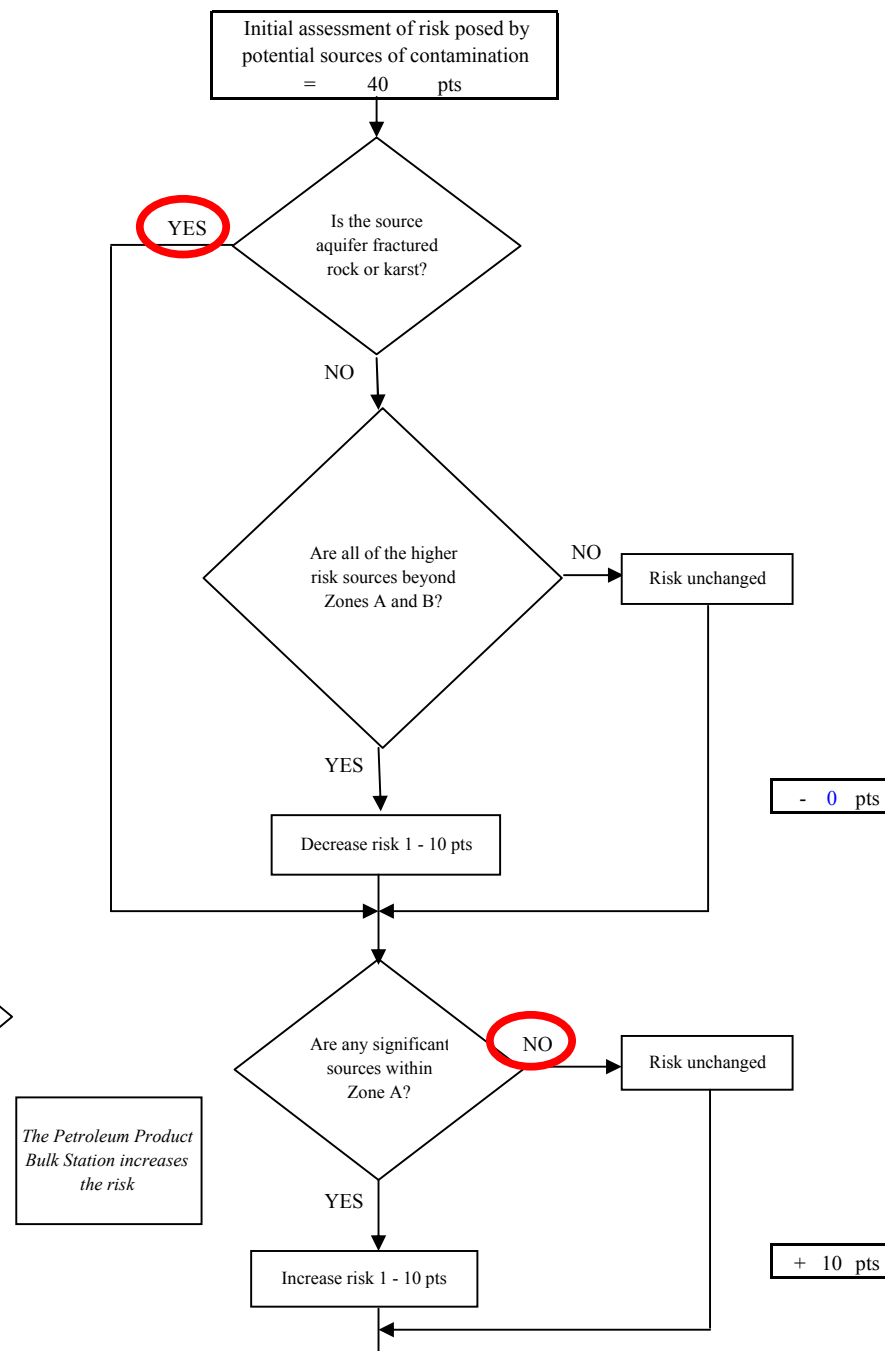 Initial assessment of risk posed by
potential sources of contamination
= 40 pts
Is the source
aquifer fractured
rock or karst?
YES
NO
Are all of the higher
risk sources beyond
Zones A and B?
NO
Risk unchanged
YES
Decrease risk 1 - 10 pts
- 0 pts
Are any significant
sources within
Zone A?
NO
Risk unchanged
The Petroleum Product
Bulk Station increases
the risk
YES
Increase risk 1 - 10 pts
+ 10 pts